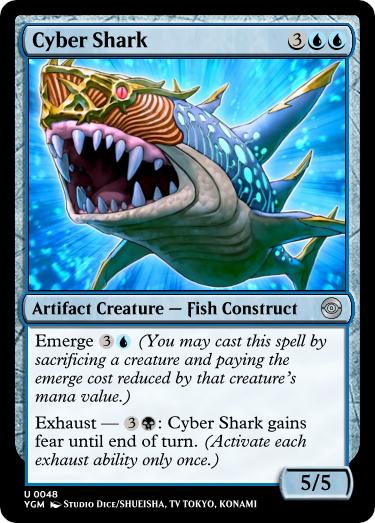 Cyber Shark 3
Artifact Creature — Fish Construct
Emerge 3 (You may cast this spell by
sacrificing a creature and paying the
emerge cost reduced by that creature's
mana value.)
Exhaust — 3 : Cyber Shark gains
fear until end of turn. (Activate each
exhaust ability only once.)
5/5
U 0048
YGM Studio Dice/SHUEISHA, TV TOKYO, KONAMI